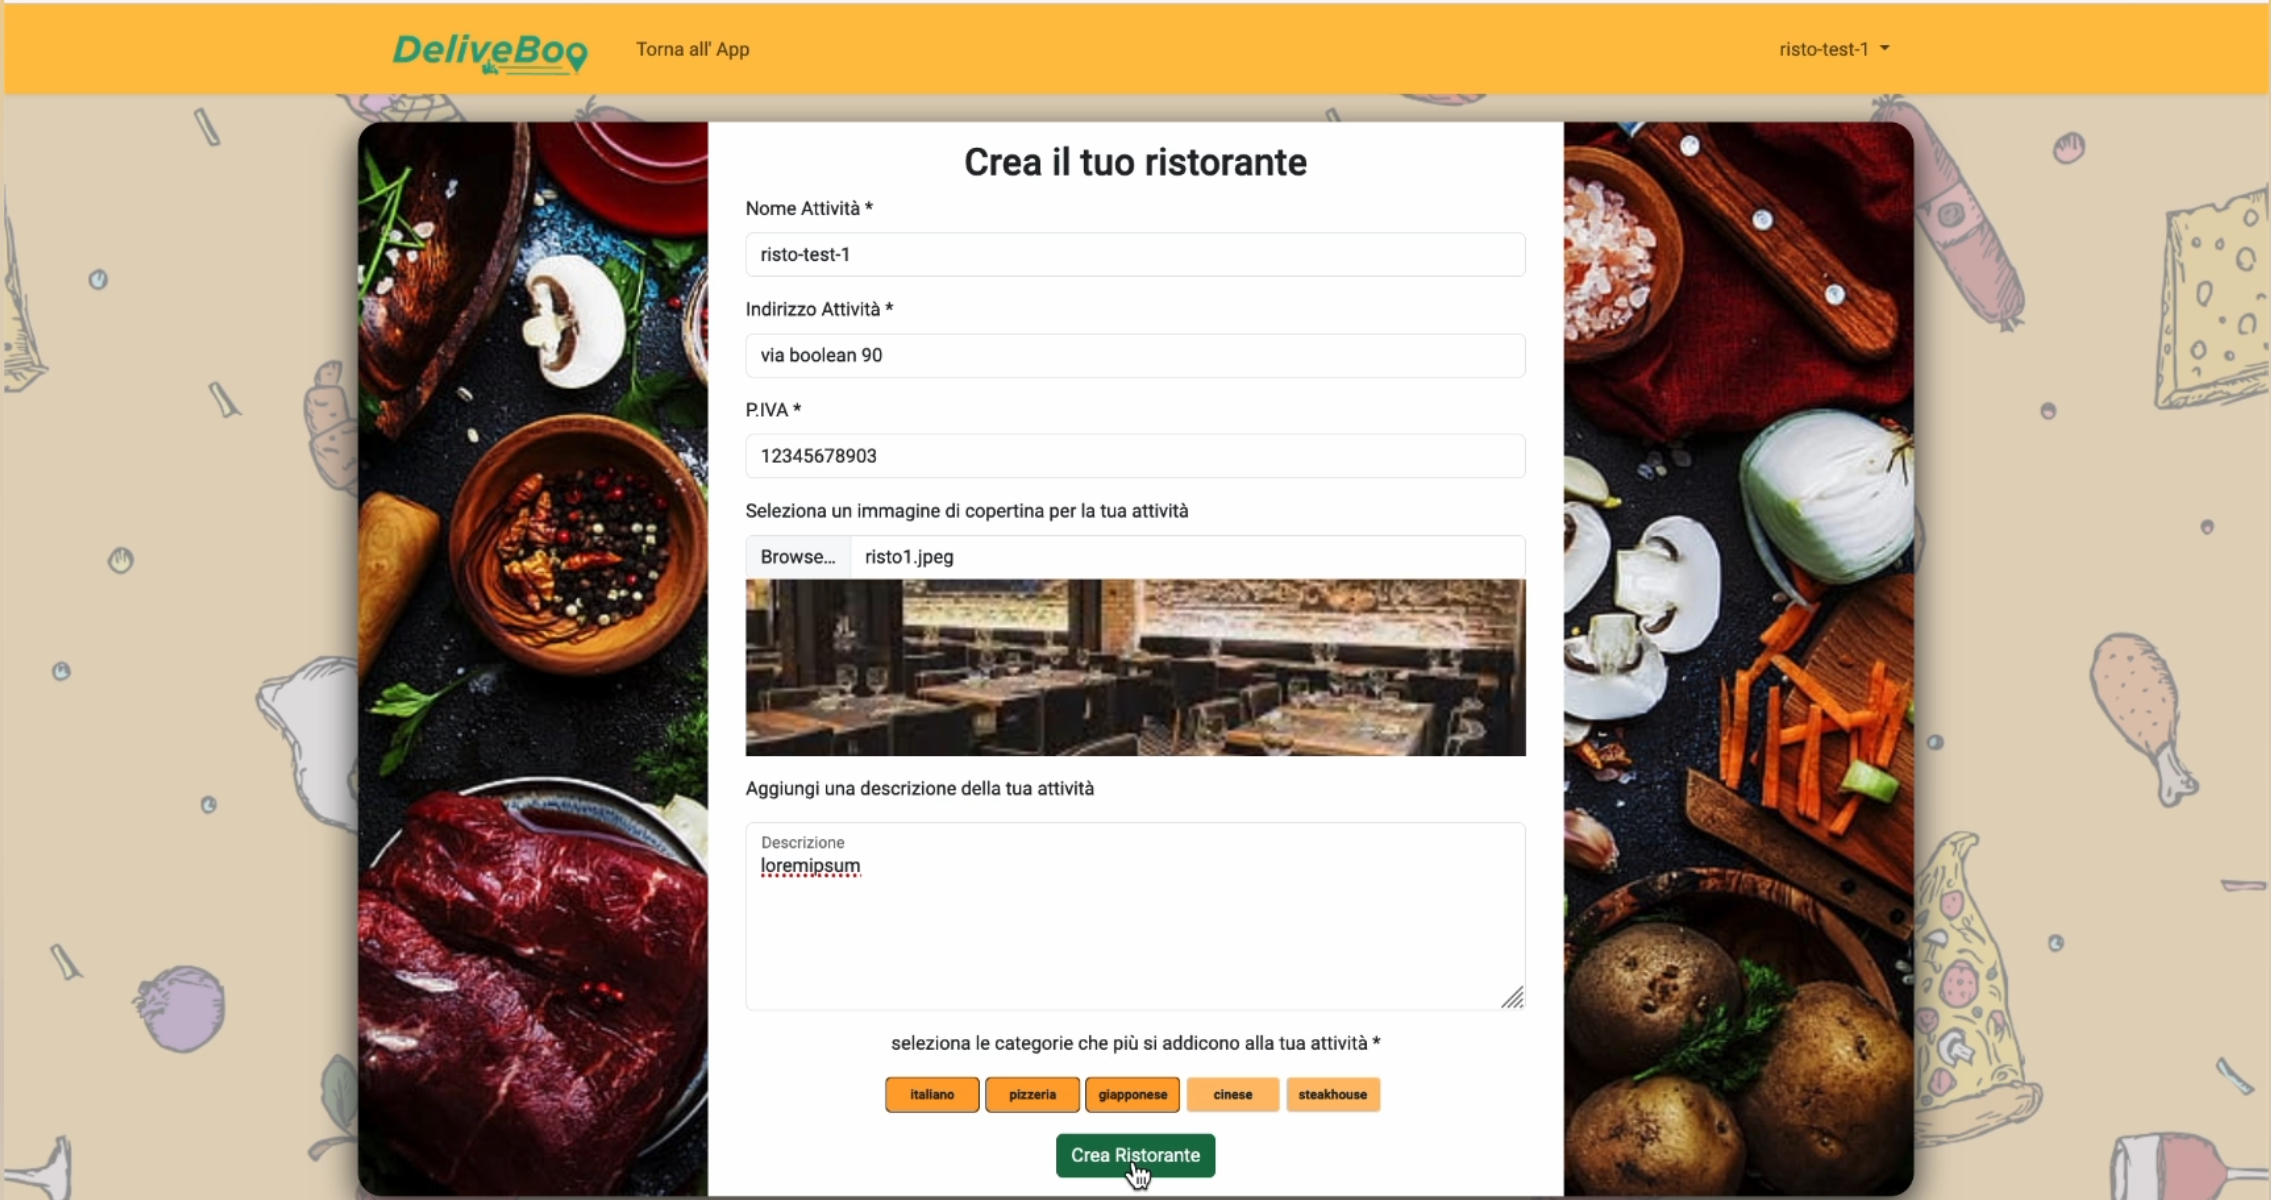 DeliveBoo
Torna all' App
risto-test-1
Crea il tuo ristorante
Nome Attività *
risto-test-1
Indirizzo Attività *
via boolean 90
P.IVA *
12345678903
Seleziona un immagine di copertina per la tua attività
Browse... risto1.jpeg
Aggiungi una descrizione della tua attività
Descrizione
loremipsum
seleziona le categorie che più si addicono alla tua attività *
italiano pizzeria giapponese cinese steakhouse
Crea Ristorante